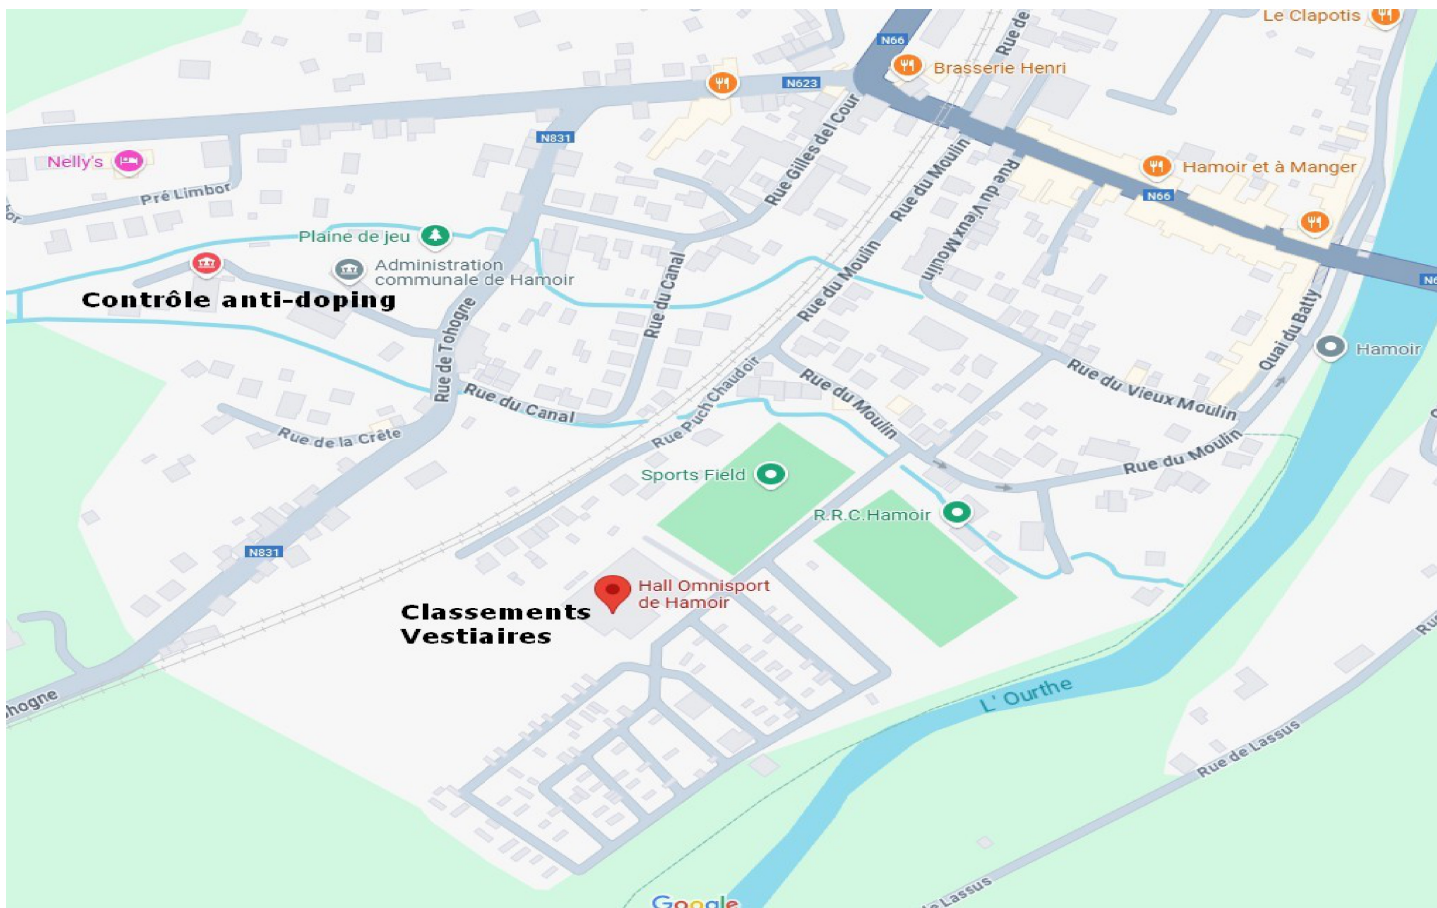 Le Clapotis
N66
Rue de
Brasserie Henri
N623
N831
Rue Gilles del Cour
Nelly's
Pré Limbor
Rue du Moulin
Rue du Vieux Moulin
Hamoir et à Manger
N66
Plaine de jeu
Administration
communale de Hamoir
Contrôle anti-doping
Rue du Canal
Rue du Moulin
Rue de Tohogne
Quai du Batty
Hamoir
Rue du Canal
Rue Puch Chaudoir
Rue du Moulin
Rue du Vieux Moulin
Rue de la Crête
Rue du Moulin
Sports Field
R.R.C.Hamoir
N831
Hall Omnisport
de Hamoir
Classements
Vestiaires
L' Ourthe
Rue de Lassus
de Lassus
Google